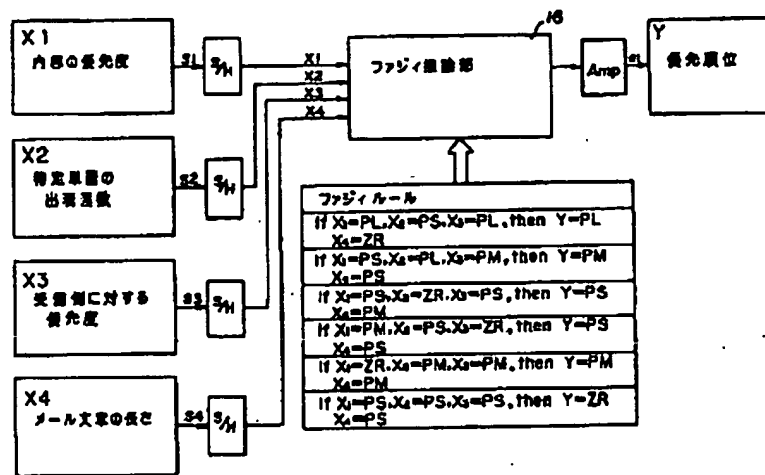 X1
内容の優先度
S1
S/H
X1
X2
X3
X4
ファジィ推論部
16
Amp
e1
Y
優先順位
X2
特定単語の
出現回数
S2
S/H
X3
受信側に対する
優先度
S3
S/H
X4
メール文章の長さ
S4
S/H
ファジィルール
If X1=PL,X2=PS,X3=PL,then Y=PL
X4=ZR
If X1=PS,X2=PL,X3=PM,then Y=PM
X4=PS
If X1=PS,X2=ZR,X3=PS,then Y=PS
X4=PM
If X1=PM,X2=PS,X3=ZR,then Y=PS
X4=PS
If X1=ZR,X2=PM,X3=PM,then Y=PM
X4=PM
If X1=PS,X2=PS,X3=PS,then Y=ZR
X4=PS